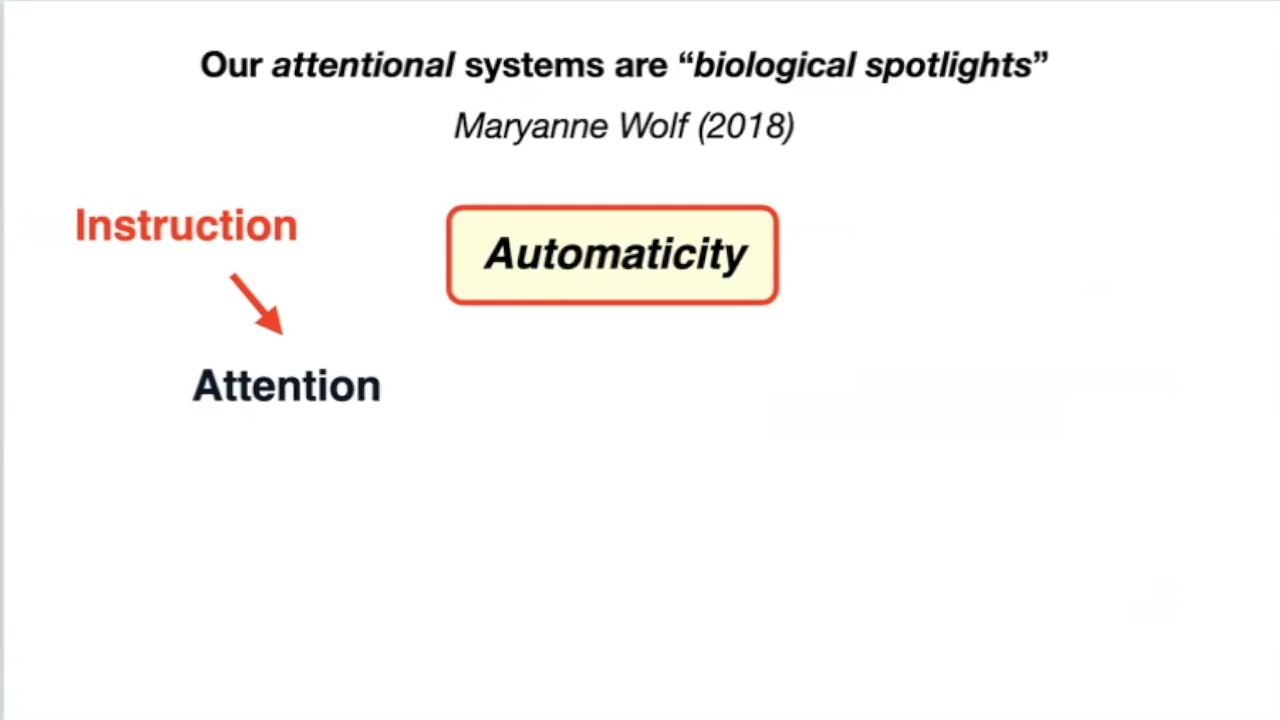 Our attentional systems are “biological spotlights”
Maryanne Wolf (2018)
Instruction
Automaticity
Attention